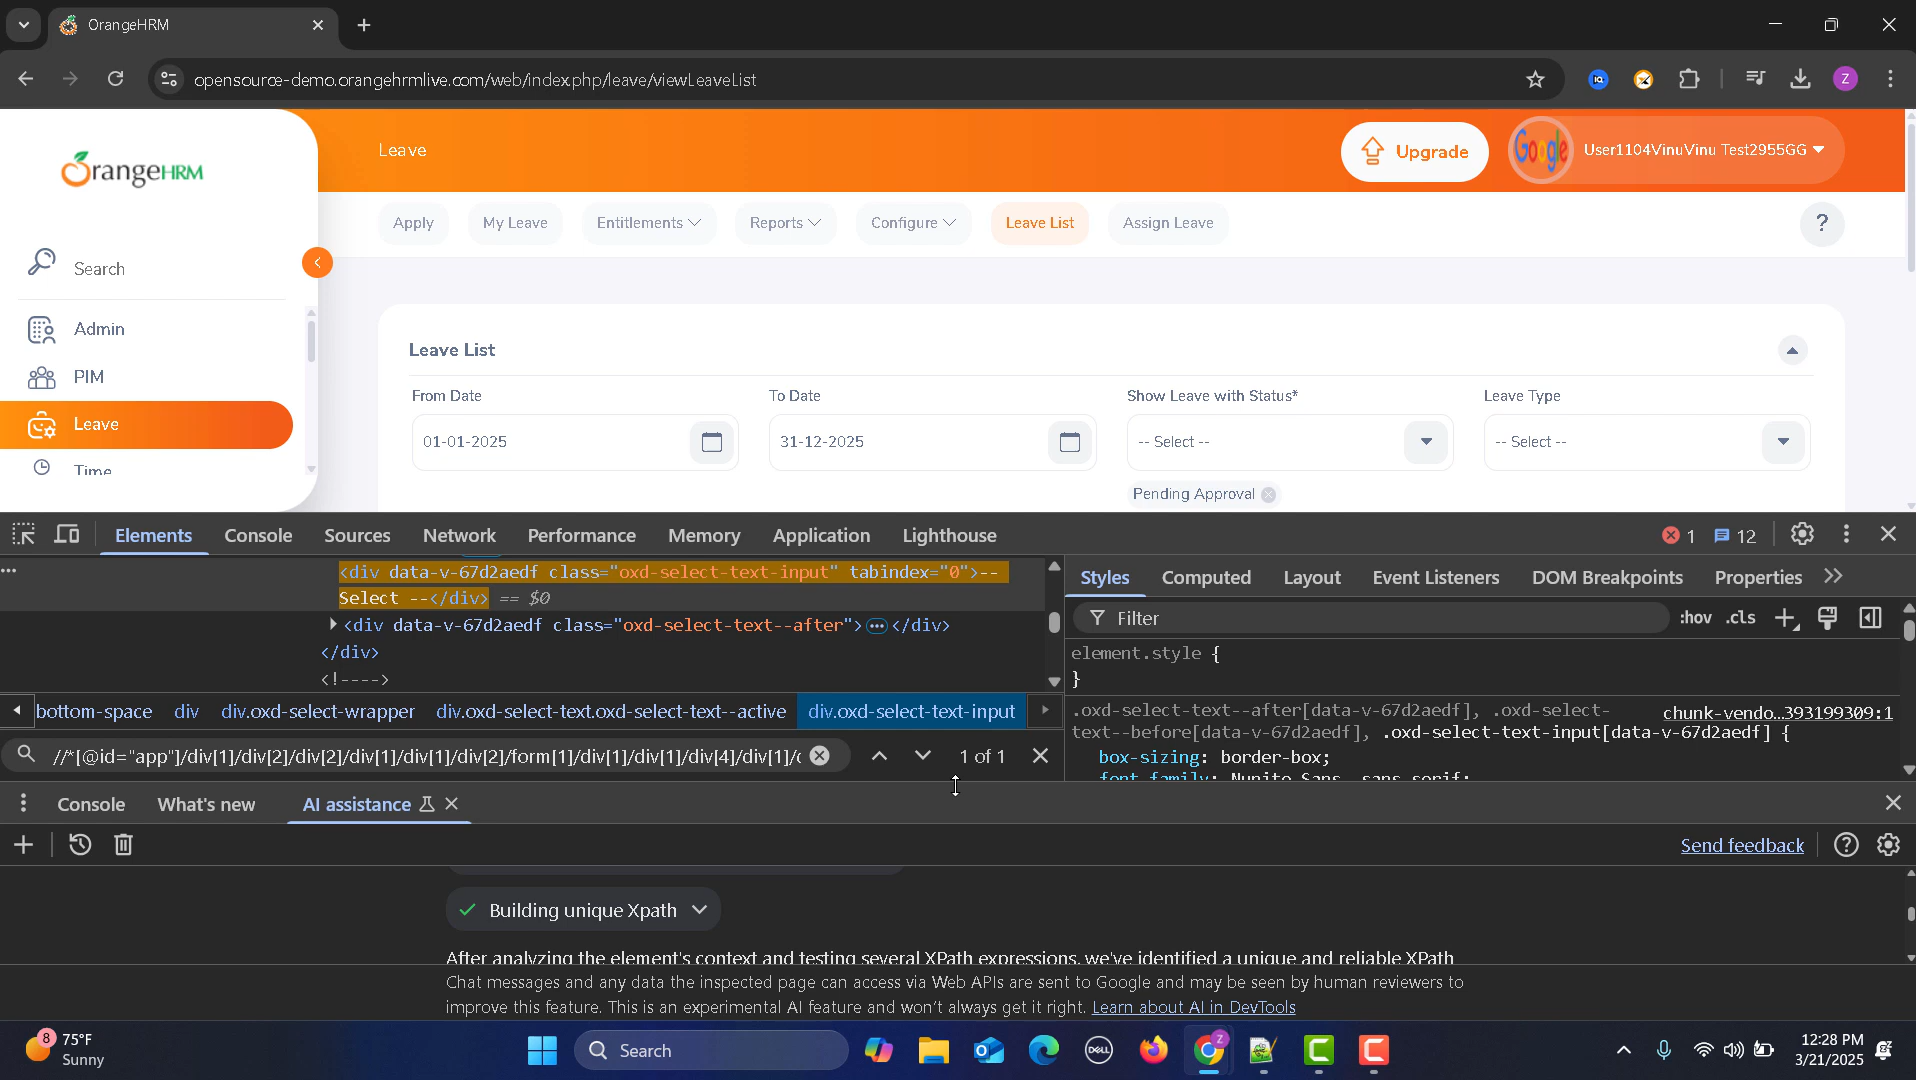 OrangeHRM
opensource-demo.orangehrmlive.com/web/index.php/leave/viewLeaveList
Z
OrangeHRM
Leave
Upgrade
Google
User1104VinuVinu Test2955GG
Apply
My Leave
Entitlements
Reports
Configure
Leave List
Assign Leave
?
Search
Admin
PIM
Leave
Time
Leave List
From Date
To Date
Show Leave with Status*
Leave Type
01-01-2025
31-12-2025
-- Select --
-- Select --
Pending Approval
Elements
Console
Sources
Network
Performance
Memory
Application
Lighthouse
1
12
<div data-v-67d2aedf class="oxd-select-text-input" tabindex="0">--
Select --</div> == $0
<div data-v-67d2aedf class="oxd-select-text--after">…</div>
</div>
<!---->
bottom-space
div
div.oxd-select-wrapper
div.oxd-select-text.oxd-select-text--active
div.oxd-select-text-input
//*[@id="app"]/div[1]/div[2]/div[2]/div[1]/div[1]/div[2]/form[1]/div[1]/div[1]/div[4]/div[1]/
1 of 1
Styles
Computed
Layout
Event Listeners
DOM Breakpoints
Properties
Filter
:hov
.cls
element.style {
}
.oxd-select-text--after[data-v-67d2aedf], .oxd-select-
chunk-vendo…393199309:1
text--before[data-v-67d2aedf], .oxd-select-text-input[data-v-67d2aedf] {
box-sizing: border-box;
font-family: Nunito Sans, sans-serif;
Console
What's new
AI assistance
Send feedback
Building unique Xpath
After analyzing the element's context and testing several XPath expressions, we've identified a unique and reliable XPath
Chat messages and any data the inspected page can access via Web APIs are sent to Google and may be seen by human reviewers to
improve this feature. This is an experimental AI feature and won't always get it right. Learn about AI in DevTools
8
75°F
Sunny
Search
DELL
Z
12:28 PM
3/21/2025